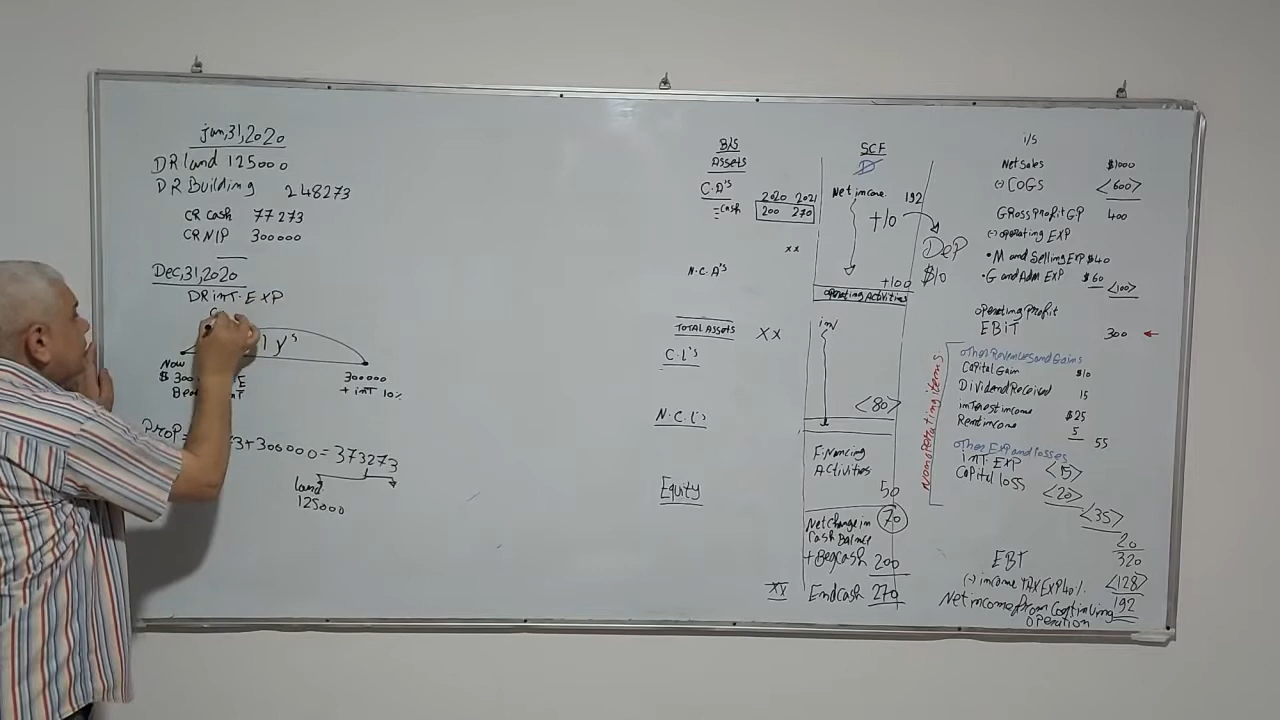 jan,31,2020
DR land 125000
DR Building 248273
CR Cash 77273
CR N/P 300000
Dec,31,2020
DR inT.EXP
1 y's
Now
300000
+ inT 10%
ProP=
3+300000=373273
land
125000
B/S
Assets
C.A's
2020 2021
Cash 200 270
xx
N.C.A's
TOTAL Assets XX
C.L's
N.C.L's
Equity
XX
SCF
D
Net income 192
+10
DeP
$10
+100
Operating Activities
inv
<80>
Financing
Activities
50
Net change in 70
Cash Balance
+ Beg cash 200
End cash 270
i/s
Net Sales $1000
(-) COGS <600>
Gross Profit GP 400
(-) operating EXP
• M and Selling EXP $40
• G and Adm EXP $60 <100>
operating Profit
EBiT 300
Nonoperating items
other Revenues and Gains
Capital Gain $10
Dividend Received 15
interest income $25
Rent income 5
55
other Exp and losses
INT EXP <15>
Capital loss <20>
<35>
20
EBT 320
(-) income TAX EXP 40% <128>
Net income from Continuing 192
operation